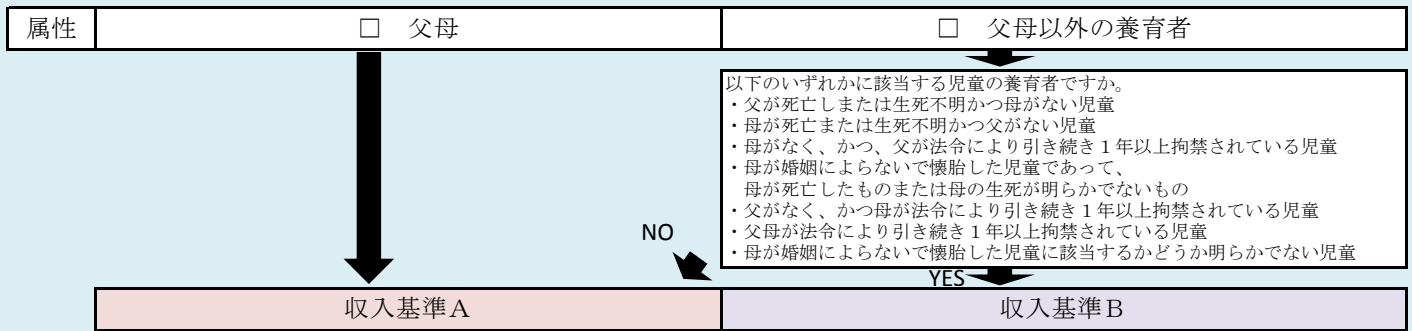 属性 □ 父母 □ 父母以外の養育者
以下のいずれかに該当する児童の養育者ですか。
・父が死亡しまたは生死不明かつ母がない児童
・母が死亡または生死不明かつ父がない児童
・母がなく、かつ、父が法令により引き続き１年以上拘禁されている児童
・母が婚姻によらないで懐胎した児童であって、
母が死亡したものまたは母の生死が明らかでないもの
・父がなく、かつ母が法令により引き続き１年以上拘禁されている児童
・父母が法令により引き続き１年以上拘禁されている児童
・母が婚姻によらないで懐胎した児童に該当するかどうか明らかでない児童
NO
YES
収入基準Ａ 収入基準Ｂ